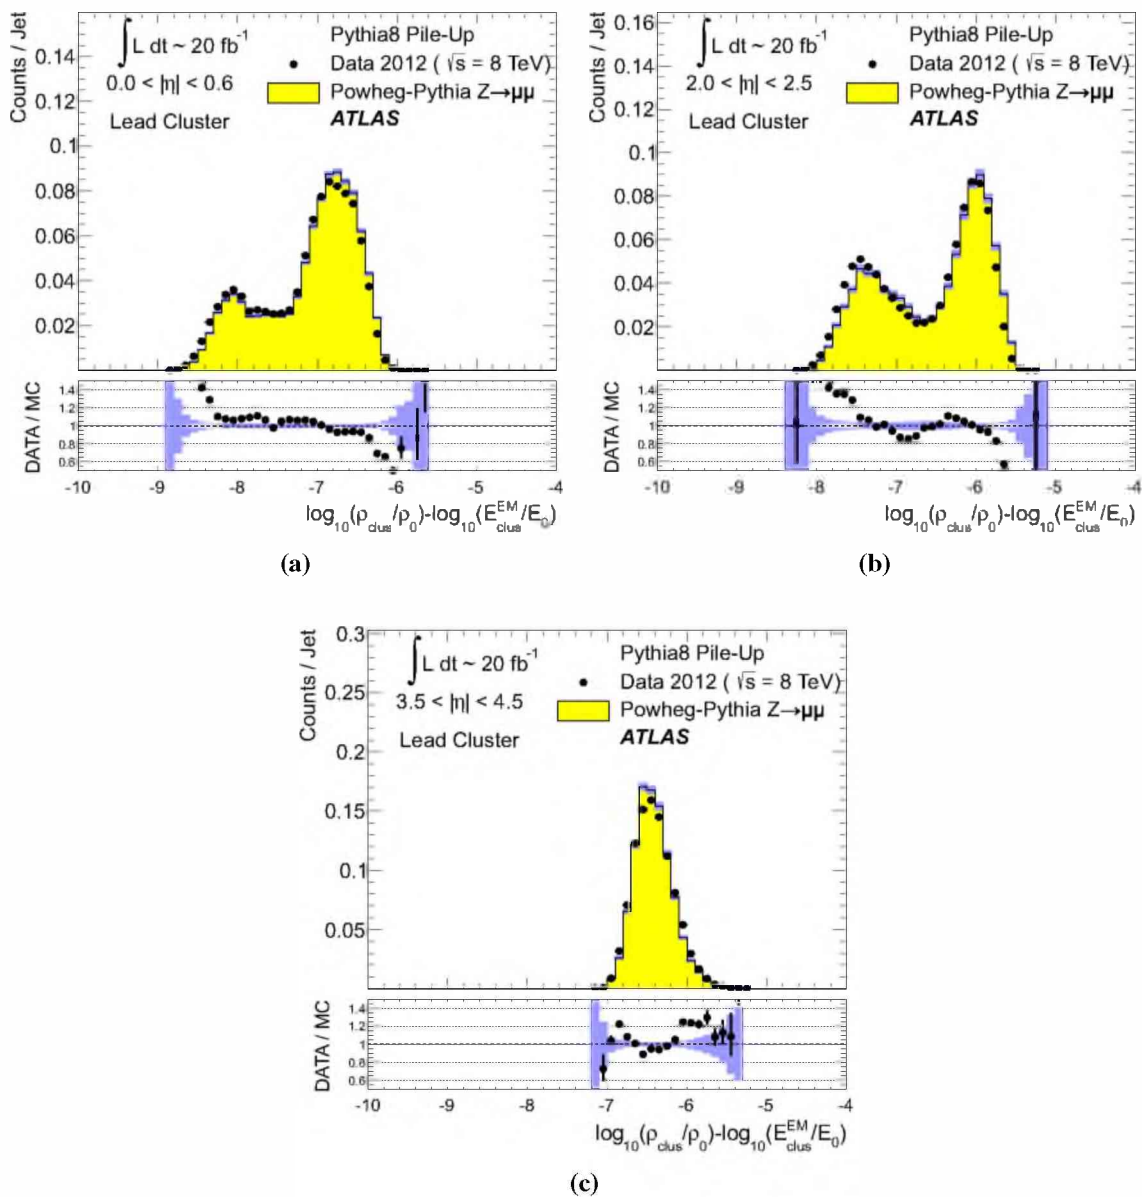 Counts / Jet
0.14
0.12
0.1
0.08
0.06
0.04
0.02
∫ L dt ~ 20 fb⁻¹
0.0 < |η| < 0.6
Lead Cluster
Pythia8 Pile-Up
Data 2012 ( √s = 8 TeV)
Powheg-Pythia Z→μμ
ATLAS
DATA / MC
1.4
1.2
1
0.8
0.6
-10 -9 -8 -7 -6 -5 -4
log₁₀(ρ_clus/ρ₀)-log₁₀(E^EM_clus/E₀)
(a)
Counts / Jet
0.16
0.14
0.12
0.1
0.08
0.06
0.04
0.02
∫ L dt ~ 20 fb⁻¹
2.0 < |η| < 2.5
Lead Cluster
Pythia8 Pile-Up
Data 2012 ( √s = 8 TeV)
Powheg-Pythia Z→μμ
ATLAS
DATA / MC
1.4
1.2
1
0.8
0.6
-10 -9 -8 -7 -6 -5 -4
log₁₀(ρ_clus/ρ₀)-log₁₀(E^EM_clus/E₀)
(b)
Counts / Jet
0.3
0.25
0.2
0.15
0.1
0.05
∫ L dt ~ 20 fb⁻¹
3.5 < |η| < 4.5
Lead Cluster
Pythia8 Pile-Up
Data 2012 ( √s = 8 TeV)
Powheg-Pythia Z→μμ
ATLAS
DATA / MC
1.4
1.2
1
0.8
0.6
-10 -9 -8 -7 -6 -5 -4
log₁₀(ρ_clus/ρ₀)-log₁₀(E^EM_clus/E₀)
(c)